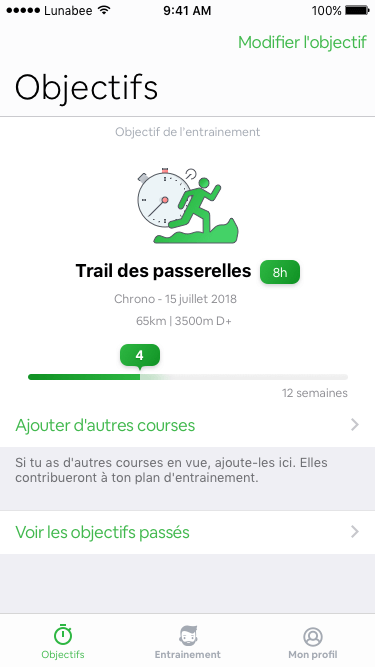 Lunabee 9:41 AM 100%
Modifier l'objectif
Objectifs
Objectif de l'entrainement
Trail des passerelles 8h
Chrono - 15 juillet 2018
65km | 3500m D+
4
12 semaines
Ajouter d'autres courses
Si tu as d'autres courses en vue, ajoute-les ici. Elles
contribueront à ton plan d'entrainement.
Voir les objectifs passés
Objectifs Entrainement Mon profil